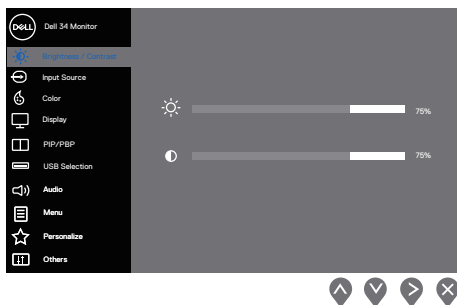 DELL
Dell 34 Monitor
Brightness / Contrast
Input Source
Color
Display
PIP/PBP
USB Selection
Audio
Menu
Personalize
Others
75%
75%